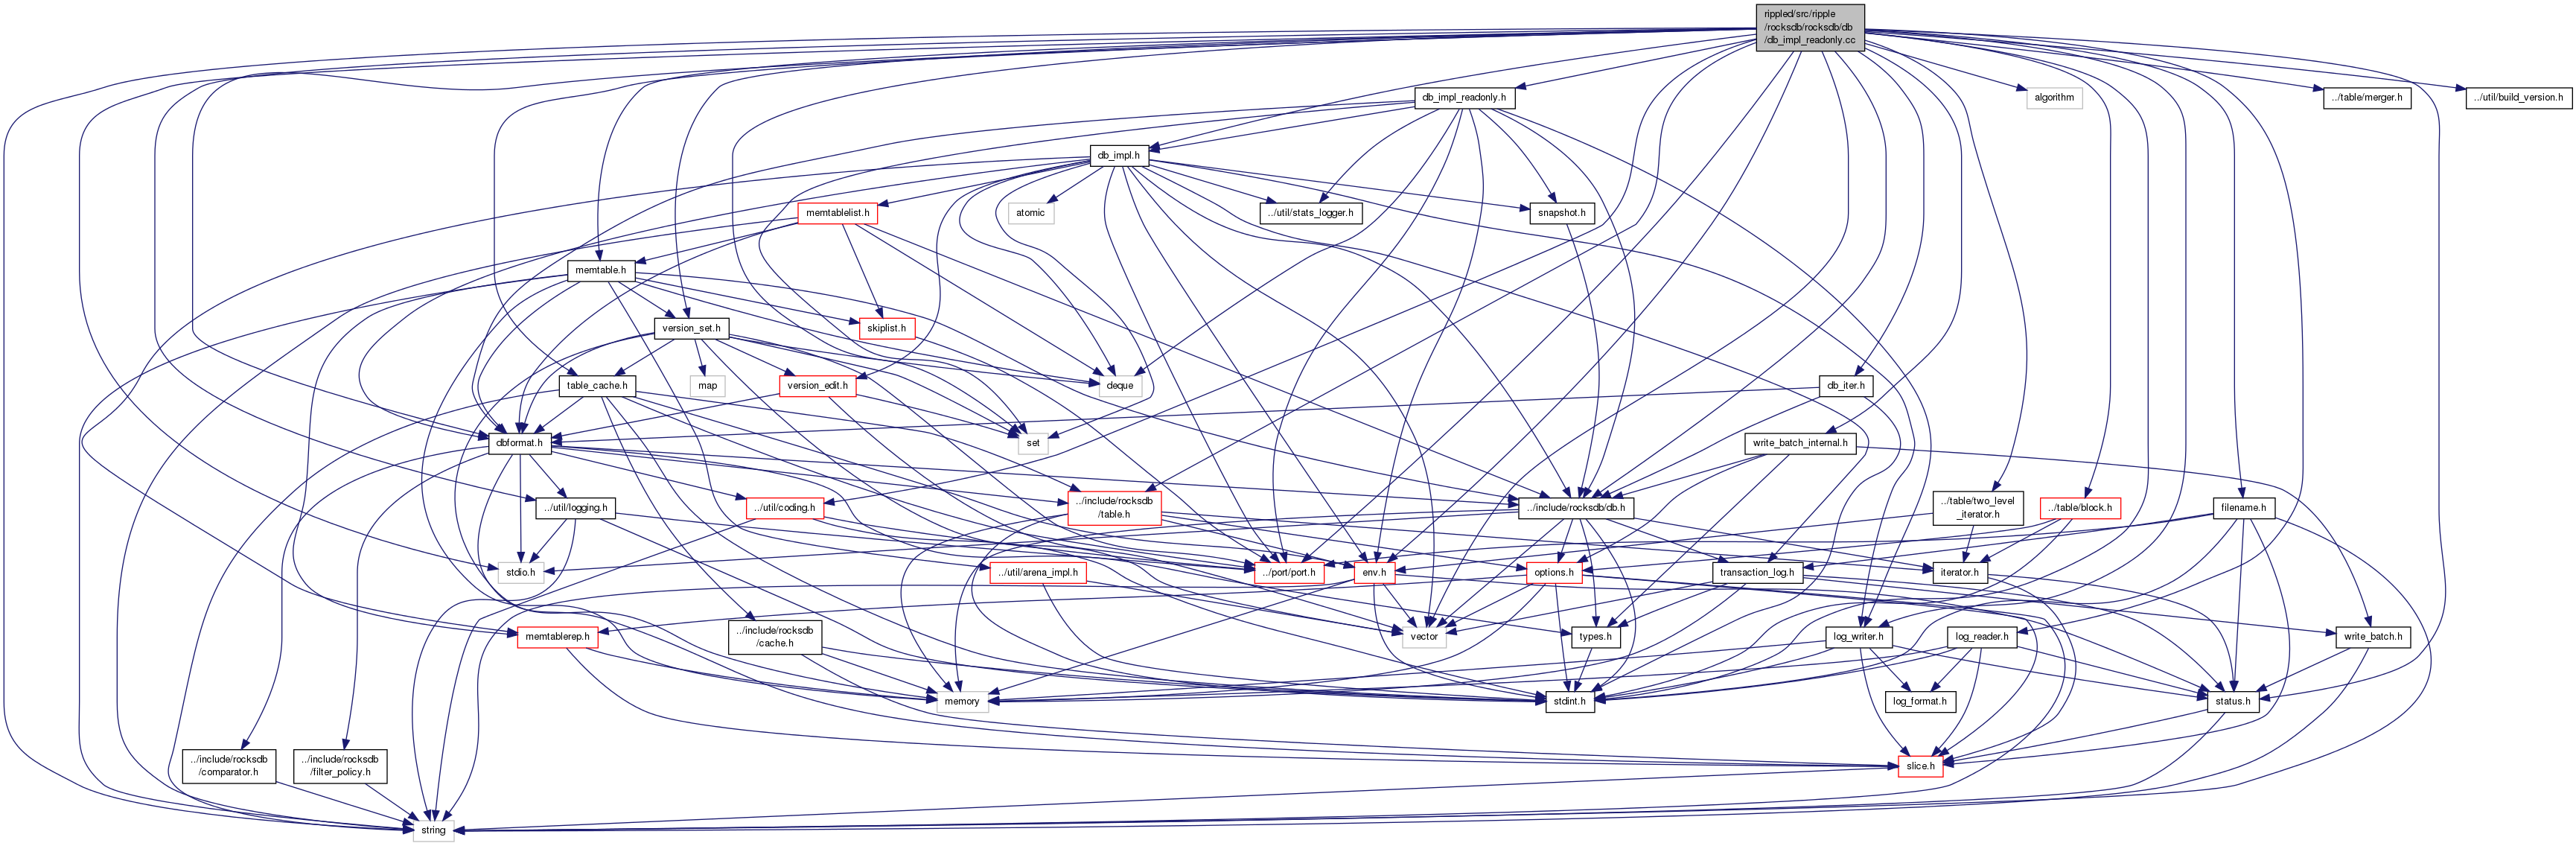 rippled/src/ripple
/rocksdb/rocksdb/db
/db_impl_readonly.cc
db_impl_readonly.h
algorithm
../table/merger.h
../util/build_version.h
db_impl.h
memtablelist.h
atomic
../util/stats_logger.h
snapshot.h
memtable.h
version_set.h
skiplist.h
table_cache.h
map
version_edit.h
deque
db_iter.h
dbformat.h
set
write_batch_internal.h
../util/logging.h
../util/coding.h
../include/rocksdb
/table.h
../include/rocksdb/db.h
../table/two_level
_iterator.h
../table/block.h
filename.h
stdio.h
../util/arena_impl.h
../port/port.h
env.h
options.h
transaction_log.h
iterator.h
memtablerep.h
../include/rocksdb
/cache.h
vector
types.h
log_writer.h
log_reader.h
write_batch.h
memory
stdint.h
log_format.h
status.h
../include/rocksdb
/comparator.h
../include/rocksdb
/filter_policy.h
slice.h
string